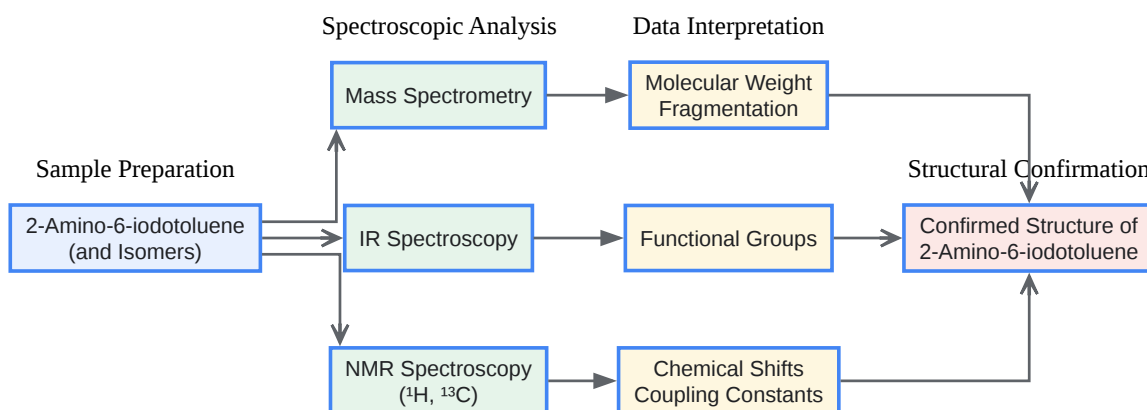 Spectroscopic Analysis
Data Interpretation
Mass Spectrometry
Molecular Weight
Fragmentation
Sample Preparation
Structural Confirmation
2-Amino-6-iodotoluene
(and Isomers)
IR Spectroscopy
Functional Groups
Confirmed Structure of
2-Amino-6-iodotoluene
NMR Spectroscopy
(¹H, ¹³C)
Chemical Shifts
Coupling Constants